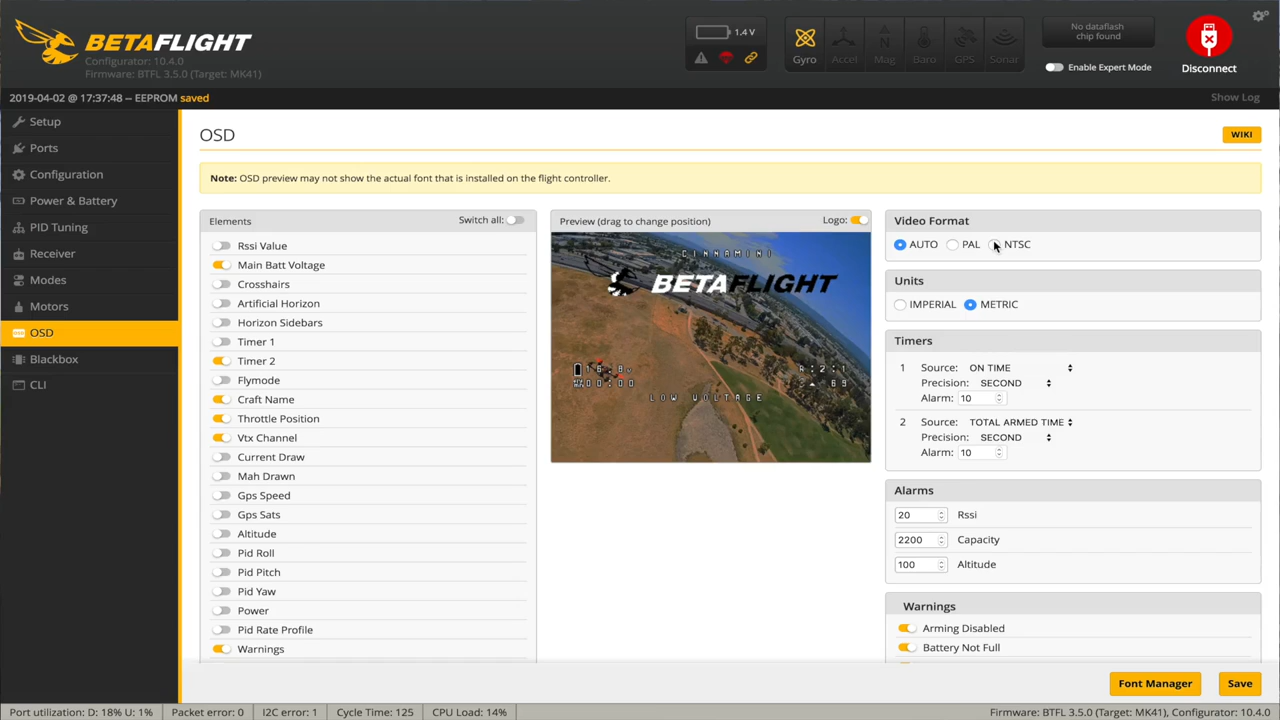 BETAFLIGHT
Configurator: 10.4.0
Firmware: BTFL 3.5.0 (Target: MK41)
1.4 V
Gyro
Accel
Mag
Baro
GPS
Sonar
No dataflash
chip found
Enable Expert Mode
Disconnect
2019-04-02 @ 17:37:48 -- EEPROM saved
Show Log
Setup
Ports
Configuration
Power & Battery
PID Tuning
Receiver
Modes
Motors
OSD
Blackbox
CLI
OSD
WIKI
Note: OSD preview may not show the actual font that is installed on the flight controller.
Elements
Switch all:
Rssi Value
Main Batt Voltage
Crosshairs
Artificial Horizon
Horizon Sidebars
Timer 1
Timer 2
Flymode
Craft Name
Throttle Position
Vtx Channel
Current Draw
Mah Drawn
Gps Speed
Gps Sats
Altitude
Pid Roll
Pid Pitch
Pid Yaw
Power
Pid Rate Profile
Warnings
Preview (drag to change position)
Logo:
CINNAMINI
BETAFLIGHT
16.8V
R:2:1
00:00
69
LOW VOLTAGE
Video Format
AUTO PAL NTSC
Units
IMPERIAL METRIC
Timers
1 Source: ON TIME
Precision: SECOND
Alarm: 10
2 Source: TOTAL ARMED TIME
Precision: SECOND
Alarm: 10
Alarms
20 Rssi
2200 Capacity
100 Altitude
Warnings
Arming Disabled
Battery Not Full
Font Manager
Save
Port utilization: D: 18% U: 1%
Packet error: 0
I2C error: 1
Cycle Time: 125
CPU Load: 14%
Firmware: BTFL 3.5.0 (Target: MK41), Configurator: 10.4.0